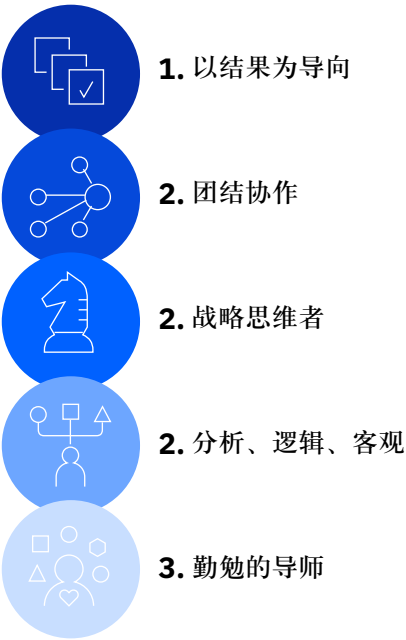 1. 以结果为导向
2. 团结协作
2. 战略思维者
2. 分析、逻辑、客观
3. 勤勉的导师